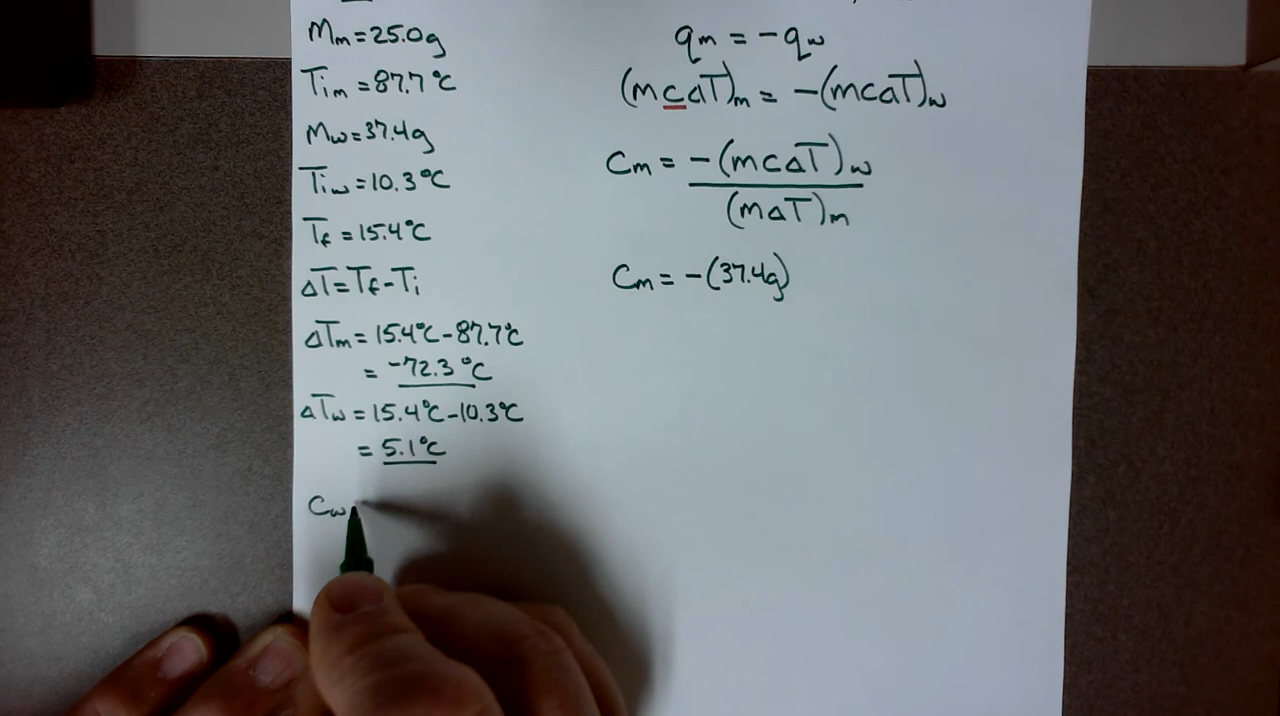 Mm = 25.0g
Tim = 87.7°C
Mw = 37.4g
Tiw = 10.3°C
Tf = 15.4°C
ΔT = Tf - Ti
ΔTm = 15.4°C - 87.7°C
= -72.3°C
ΔTw = 15.4°C - 10.3°C
= 5.1°C
Cw
qm = -qw
(mcΔT)m = -(mcΔT)w
Cm = -(mcΔT)w
(mΔT)m
Cm = -(37.4g)